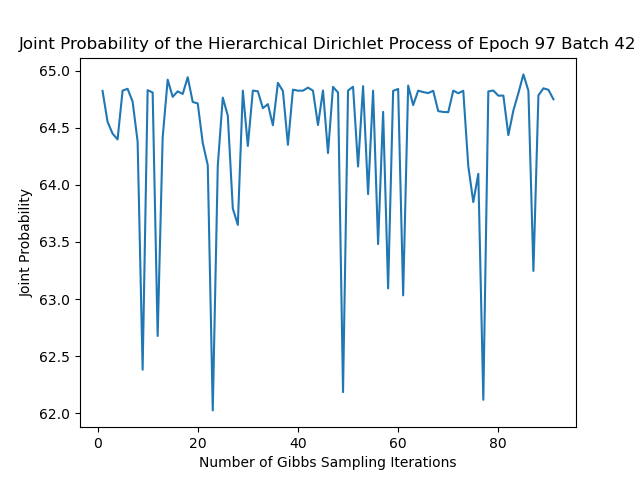 Joint Probability of the Hierarchical Dirichlet Process of Epoch 97 Batch 42
65.0
64.5
64.0
63.5
63.0
62.5
62.0
Joint Probability
0 20 40 60 80
Number of Gibbs Sampling Iterations